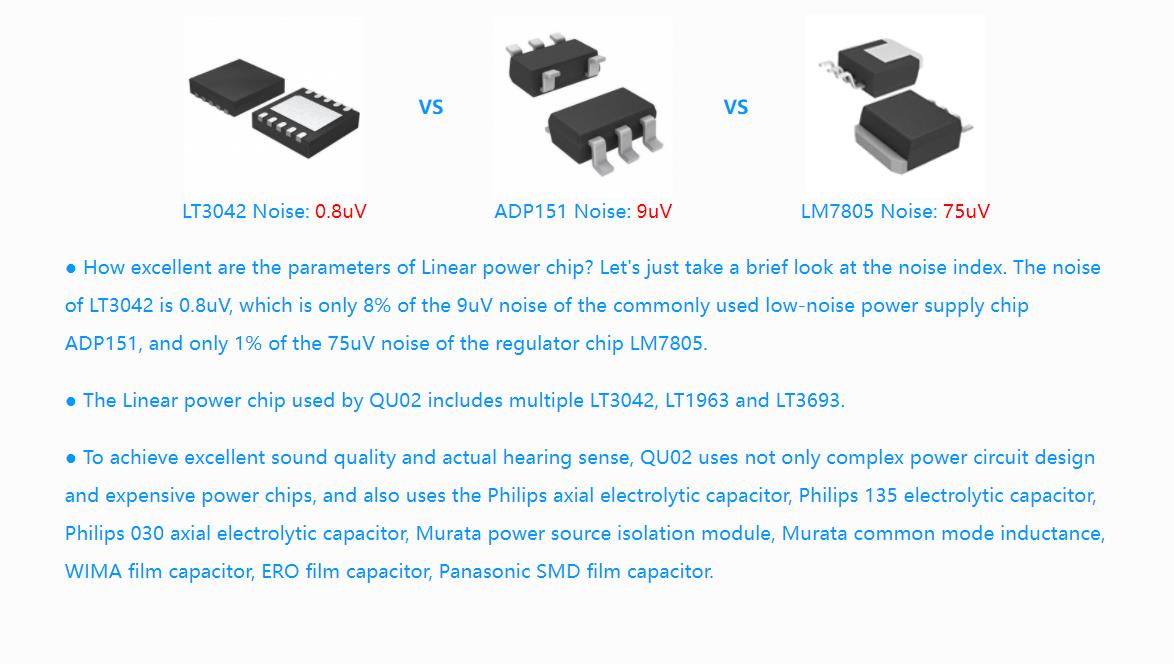 VS
VS
LT3042 Noise: 0.8uV
ADP151 Noise: 9uV
LM7805 Noise: 75uV
● How excellent are the parameters of Linear power chip? Let's just take a brief look at the noise index. The noise
of LT3042 is 0.8uV, which is only 8% of the 9uV noise of the commonly used low-noise power supply chip
ADP151, and only 1% of the 75uV noise of the regulator chip LM7805.
● The Linear power chip used by QU02 includes multiple LT3042, LT1963 and LT3693.
● To achieve excellent sound quality and actual hearing sense, QU02 uses not only complex power circuit design
and expensive power chips, and also uses the Philips axial electrolytic capacitor, Philips 135 electrolytic capacitor,
Philips 030 axial electrolytic capacitor, Murata power source isolation module, Murata common mode inductance,
WIMA film capacitor, ERO film capacitor, Panasonic SMD film capacitor.